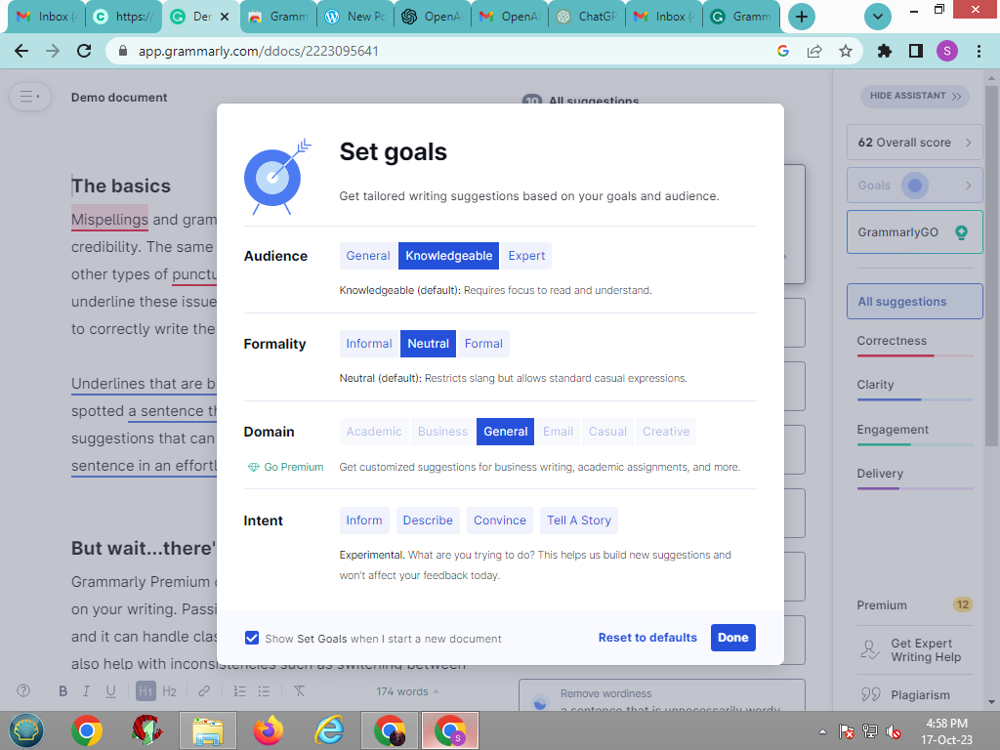 Inbox (
https:/
Der
Gramm
New Po
OpenA
OpenAI
ChatGP
Inbox (
Gramm
app.grammarly.com/ddocs/2223095641
S
Demo document
10 All suggestions
HIDE ASSISTANT
62 Overall score
Goals
GrammarlyGO
All suggestions
Correctness
Clarity
Engagement
Delivery
Premium 12
Get Expert
Writing Help
Plagiarism
The basics
Mispellings and gram
credibility. The same
other types of punctu
underline these issue
to correctly write the
Underlines that are b
spotted a sentence th
suggestions that can
sentence in an effortl
But wait...there'
Grammarly Premium
on your writing. Passi
and it can handle clas
also help with inconsistencies such as switching between
Set goals
Get tailored writing suggestions based on your goals and audience.
Audience General Knowledgeable Expert
Knowledgeable (default): Requires focus to read and understand.
Formality Informal Neutral Formal
Neutral (default): Restricts slang but allows standard casual expressions.
Domain Academic Business General Email Casual Creative
Go Premium Get customized suggestions for business writing, academic assignments, and more.
Intent Inform Describe Convince Tell A Story
Experimental. What are you trying to do? This helps us build new suggestions and
won't affect your feedback today.
Show Set Goals when I start a new document
Reset to defaults Done
B I U H1 H2
174 words
Remove wordiness
a sentence that is unnecessarily wordy
S
4:58 PM
17-Oct-23